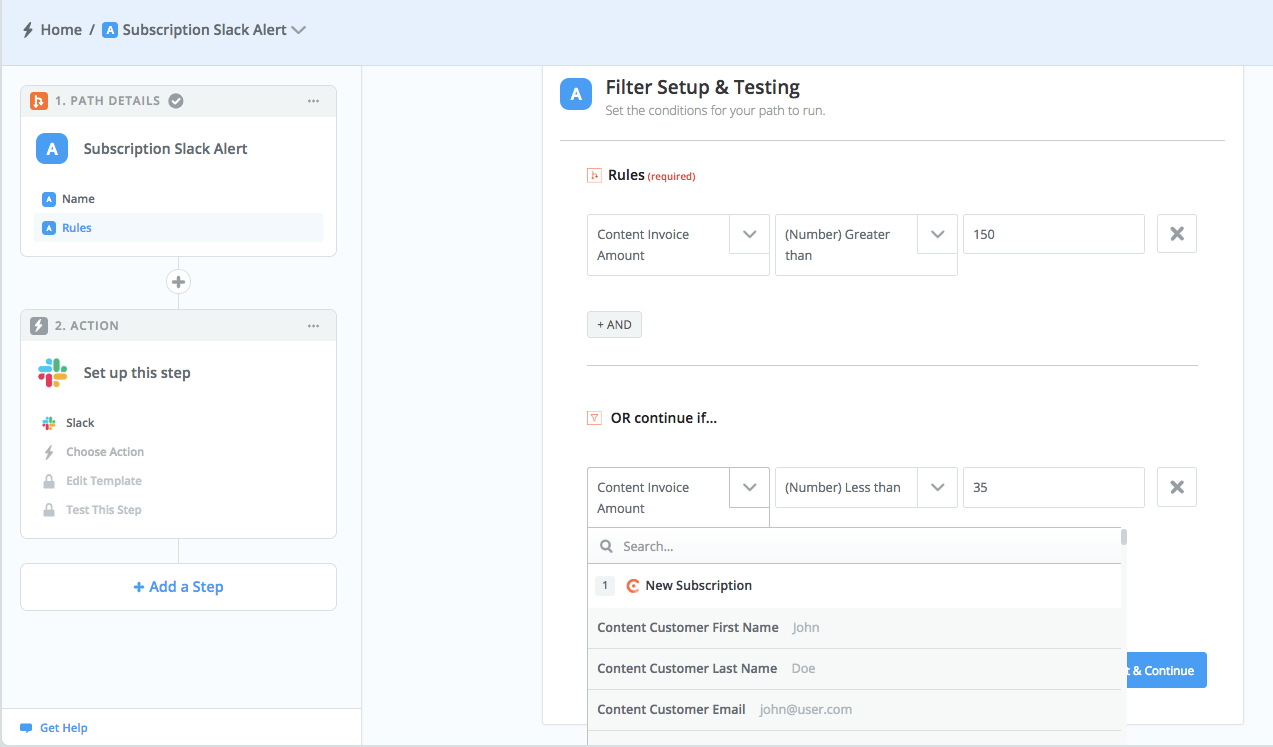 Home / A Subscription Slack Alert
1. PATH DETAILS
A Subscription Slack Alert
A Name
A Rules
2. ACTION
Set up this step
Slack
Choose Action
Edit Template
Test This Step
+ Add a Step
Get Help
A Filter Setup & Testing
Set the conditions for your path to run.
Rules (required)
Content Invoice
Amount
(Number) Greater
than
150
+ AND
OR continue if...
Content Invoice
Amount
(Number) Less than
35
Search...
1 New Subscription
Content Customer First Name John
Content Customer Last Name Doe
Content Customer Email john@user.com
& Continue